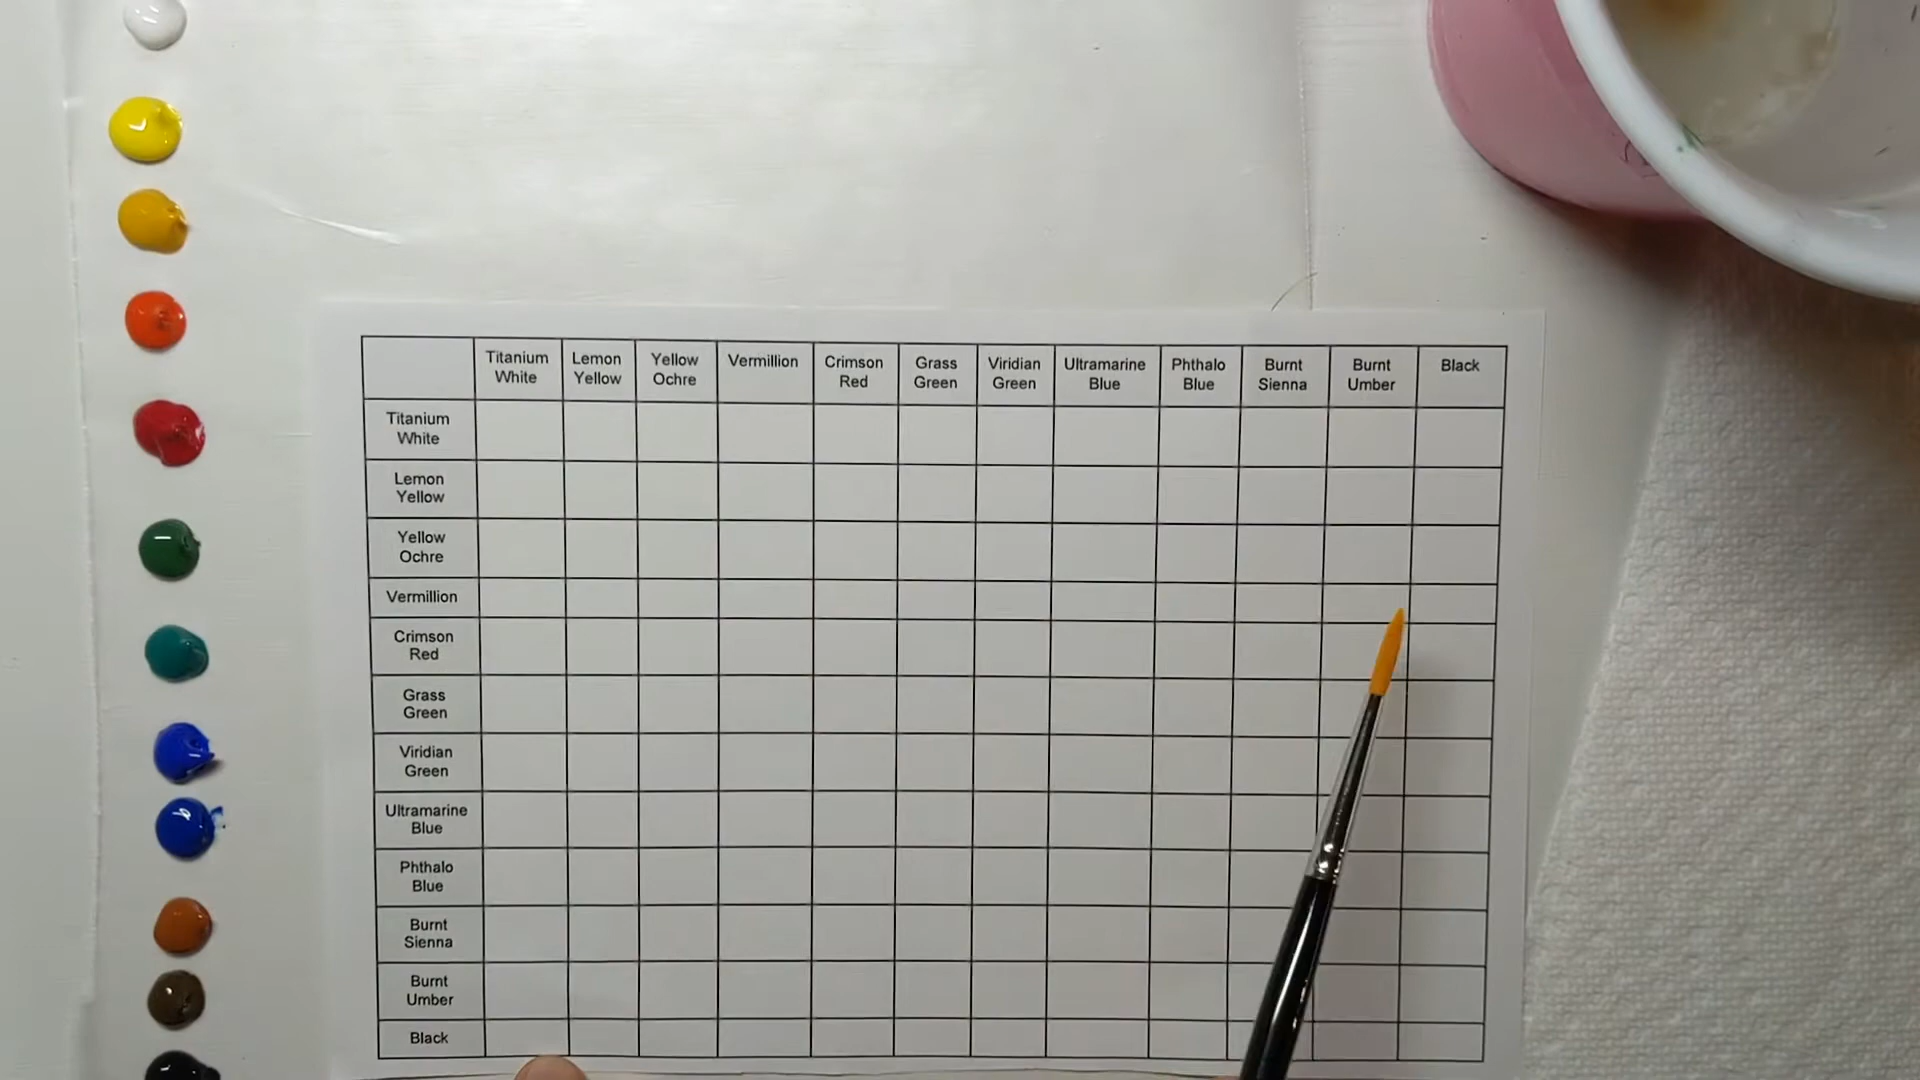 Titanium White
Lemon Yellow
Yellow Ochre
Vermillion
Crimson Red
Grass Green
Viridian Green
Ultramarine Blue
Phthalo Blue
Burnt Sienna
Burnt Umber
Black
Titanium White
Lemon Yellow
Yellow Ochre
Vermillion
Crimson Red
Grass Green
Viridian Green
Ultramarine Blue
Phthalo Blue
Burnt Sienna
Burnt Umber
Black